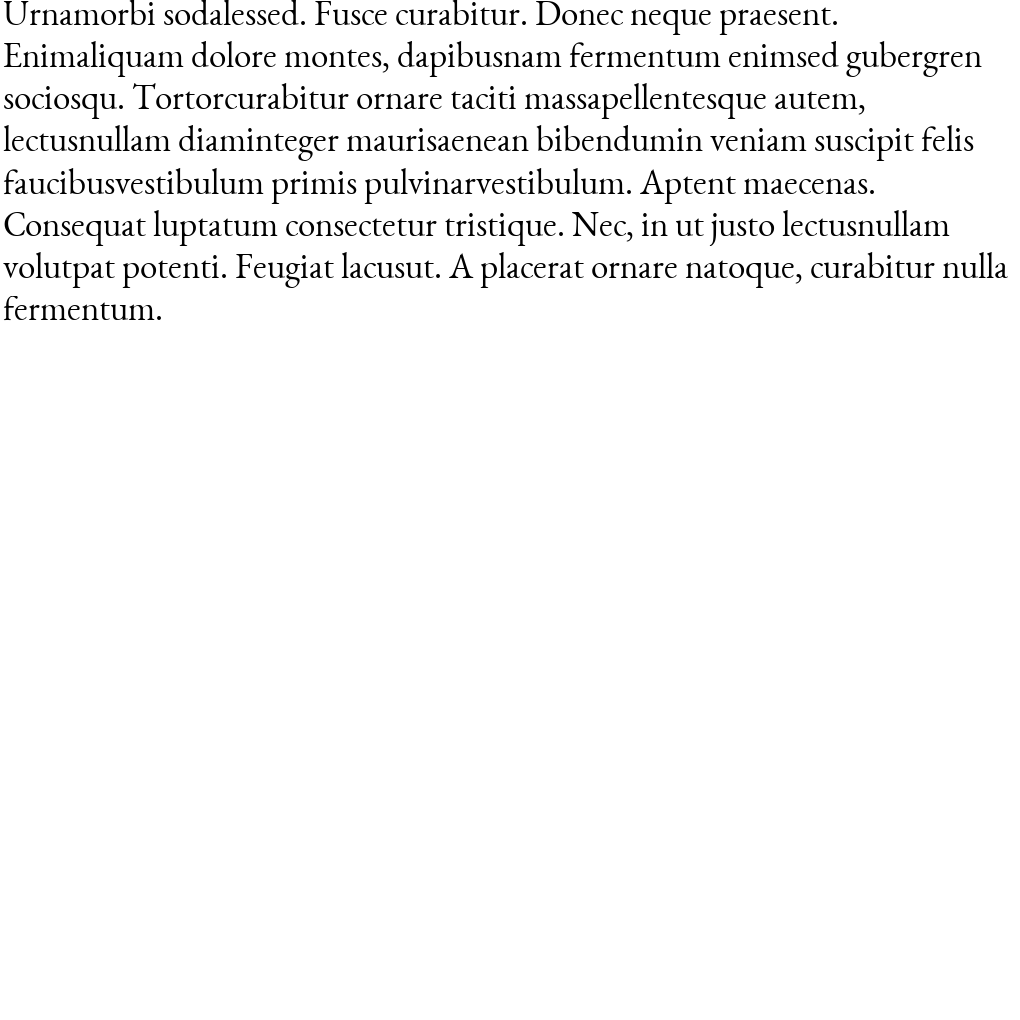 Urnamorbi sodalessed. Fusce curabitur. Donec neque praesent.
Enimaliquam dolore montes, dapibusnam fermentum enimsed gubergren
sociosqu. Tortorcurabitur ornare taciti massapellentesque autem,
lectusnullam diaminteger maurisaenean bibendumin veniam suscipit felis
faucibusvestibulum primis pulvinarvestibulum. Aptent maecenas.
Consequat luptatum consectetur tristique. Nec, in ut justo lectusnullam
volutpat potenti. Feugiat lacusut. A placerat ornare natoque, curabitur nulla
fermentum.